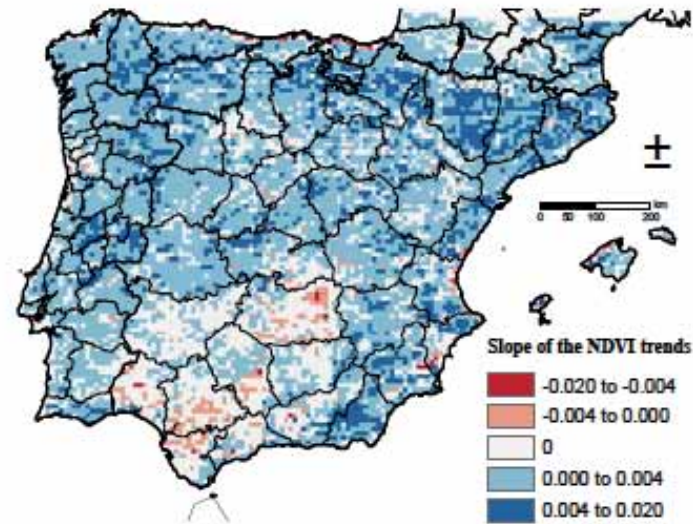 ±
km
0 50 100 200
Slope of the NDVI trends
-0.020 to -0.004
-0.004 to 0.000
0
0.000 to 0.004
0.004 to 0.020